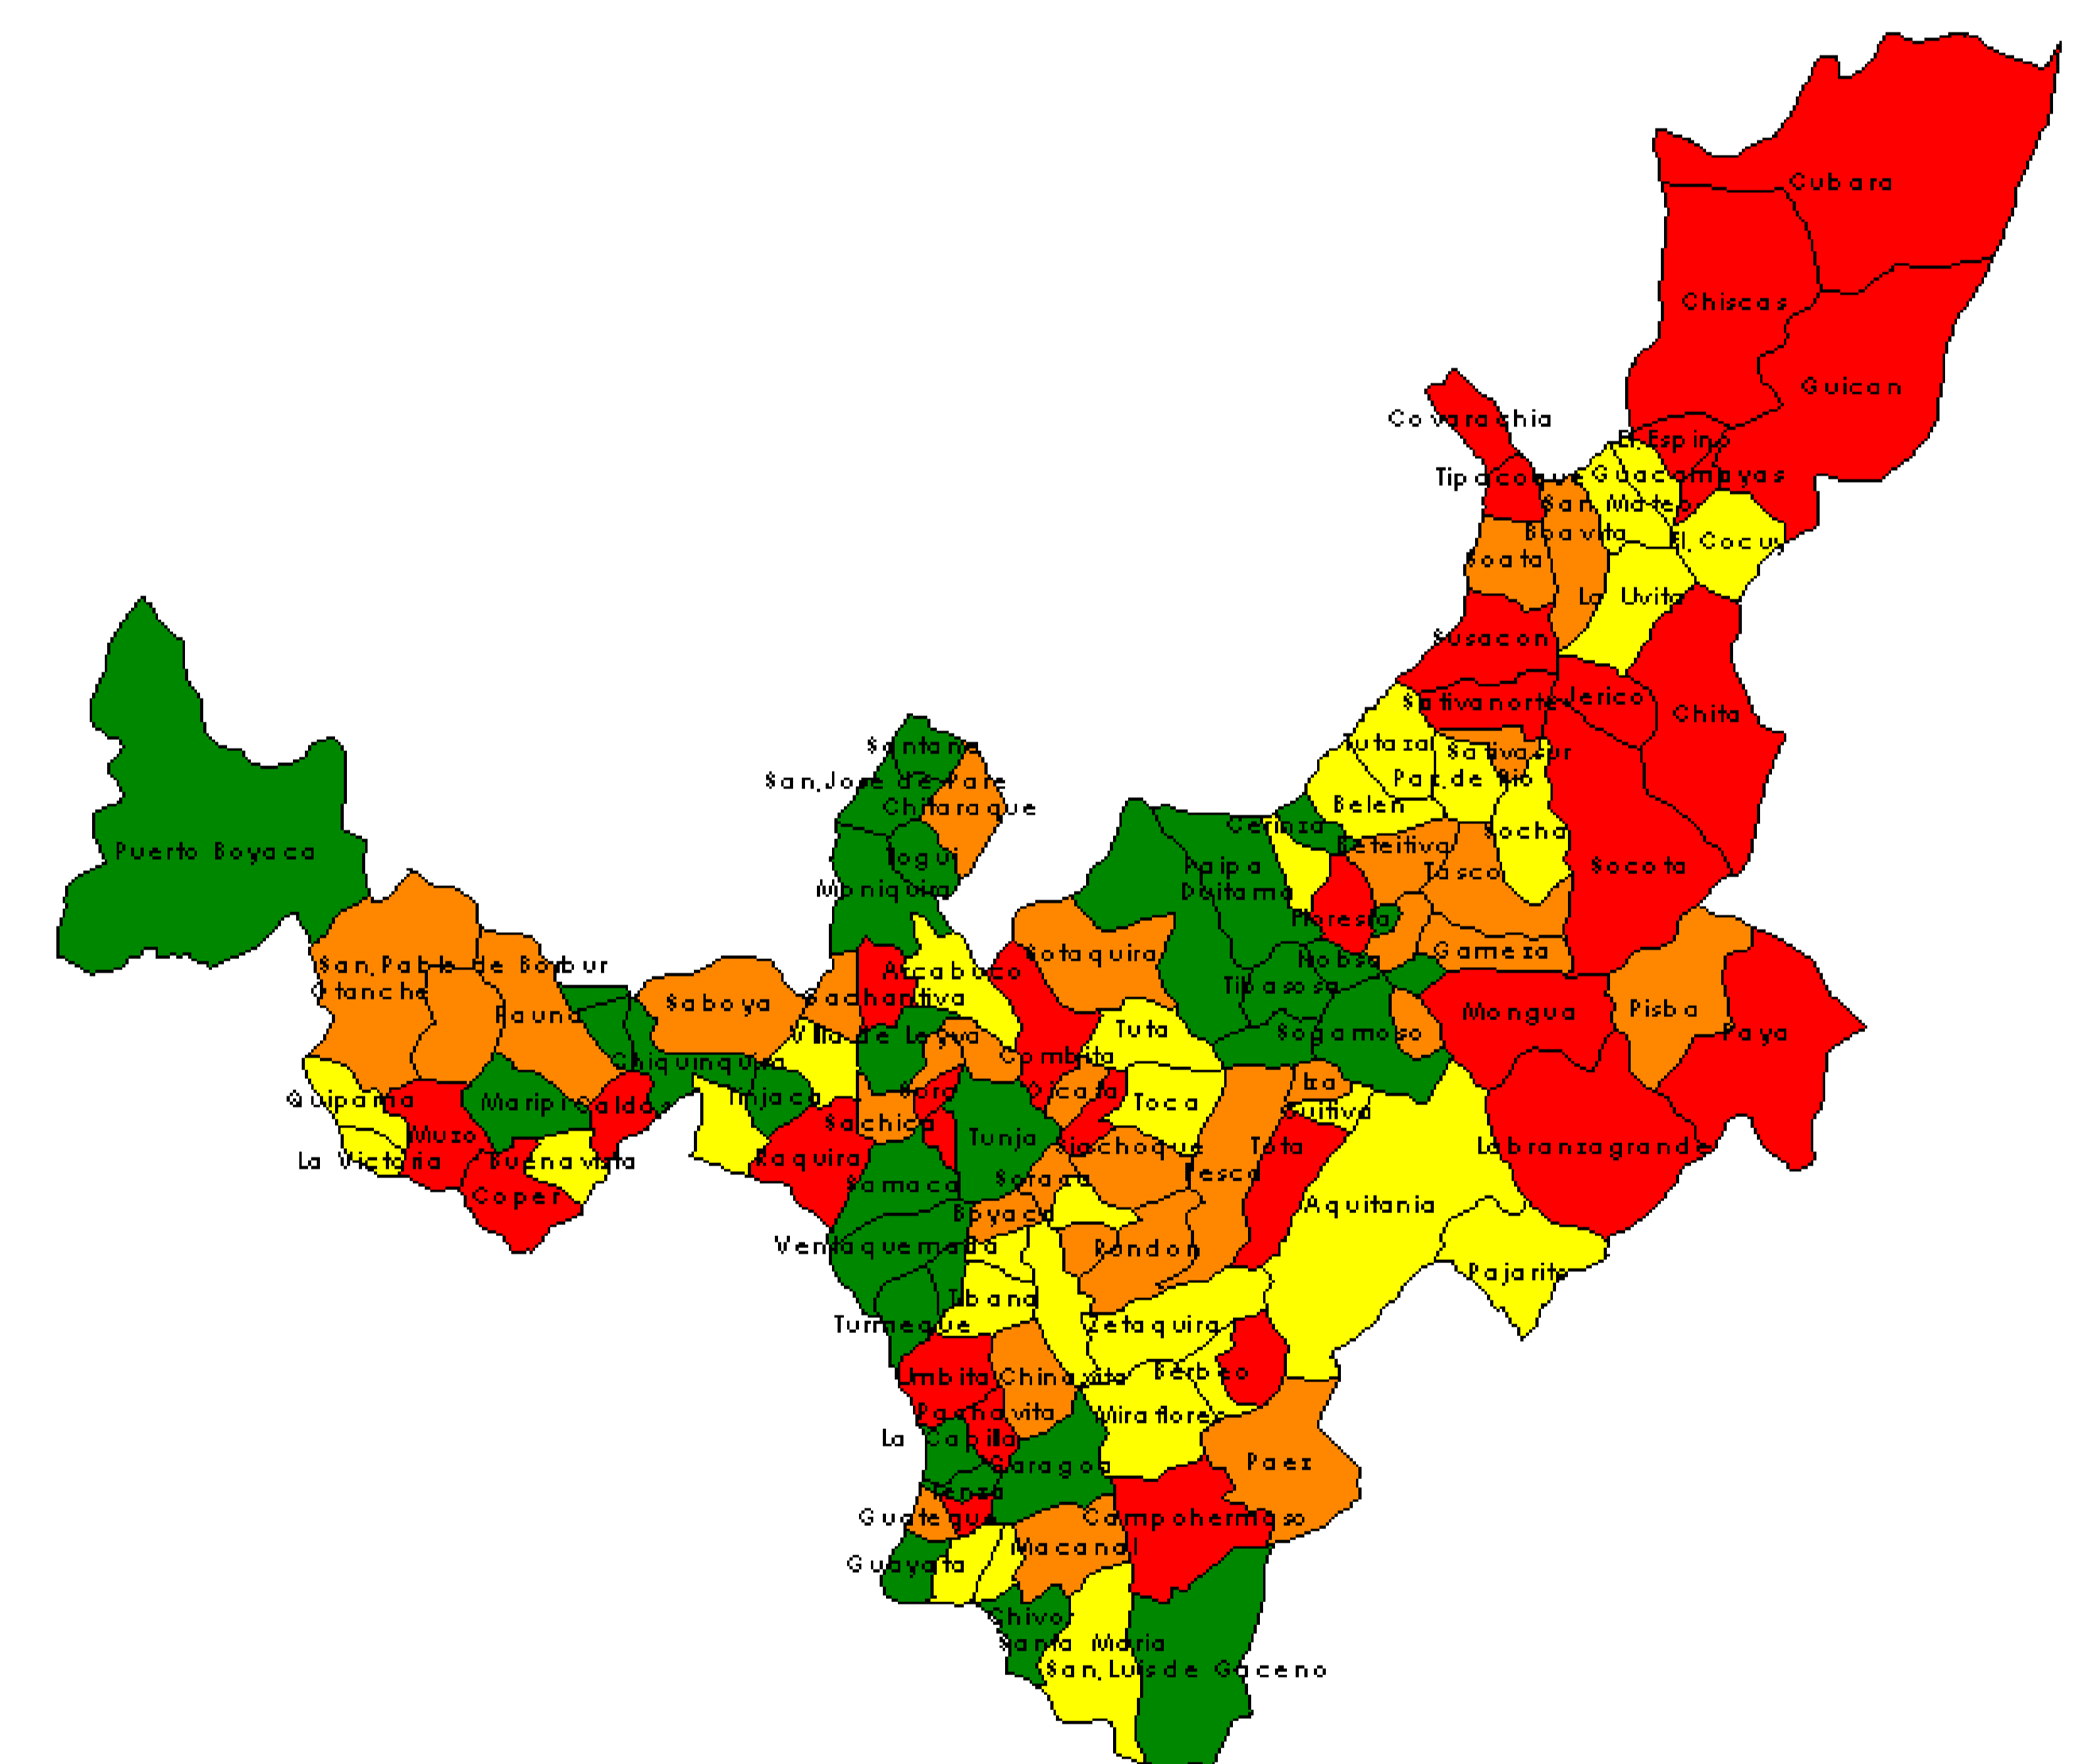 Cubara
Chiscas
Guican
Covarachia
El.Espino
Tipacoque
Guacamayas
San.Mateo
Boavita
El.Cocuy
Soata
La Uvita
Susacon
Sativanorte
Jerico
Chita
Tutaza
Sativasur
Santana
Paz.de Rio
San.Jose de Pare
Chitaraque
Belen
Cerinza
Socha
Beteitiva
Puerto Boyaca
Togui
Paipa
Tasco
Socota
Moniquira
Duitama
Floresta
Sotaquira
Gameza
Nobsa
San.Pablo de Borbur
Arcabuco
Otanche
Tibasosa
Gachantiva
Saboya
Pisba
Mongua
Pauna
Tuta
Sogamoso
Paya
Villa de Leyva
Combita
Chiquinquira
Iza
Sora
Oicata
Tinjaca
Quipama
Maripi
Caldas
Toca
Cuitiva
Sachica
Muzo
Tunja
Siachoque
Tota
Labranzagrande
La Victoria
Buenavista
Raquira
Pesca
Soraca
Samaca
Coper
Aquitania
Boyaca
Ventaquemada
Rondon
Pajarito
Tibana
Turmeque
Zetaquira
Berbeo
Umbita
Chinavita
Pachavita
Miraflores
La Capilla
Garagoa
Paez
Tenza
Guateque
Campohermoso
Macanal
Guayata
Chivor
Santa Maria
San.Luis de Gaceno